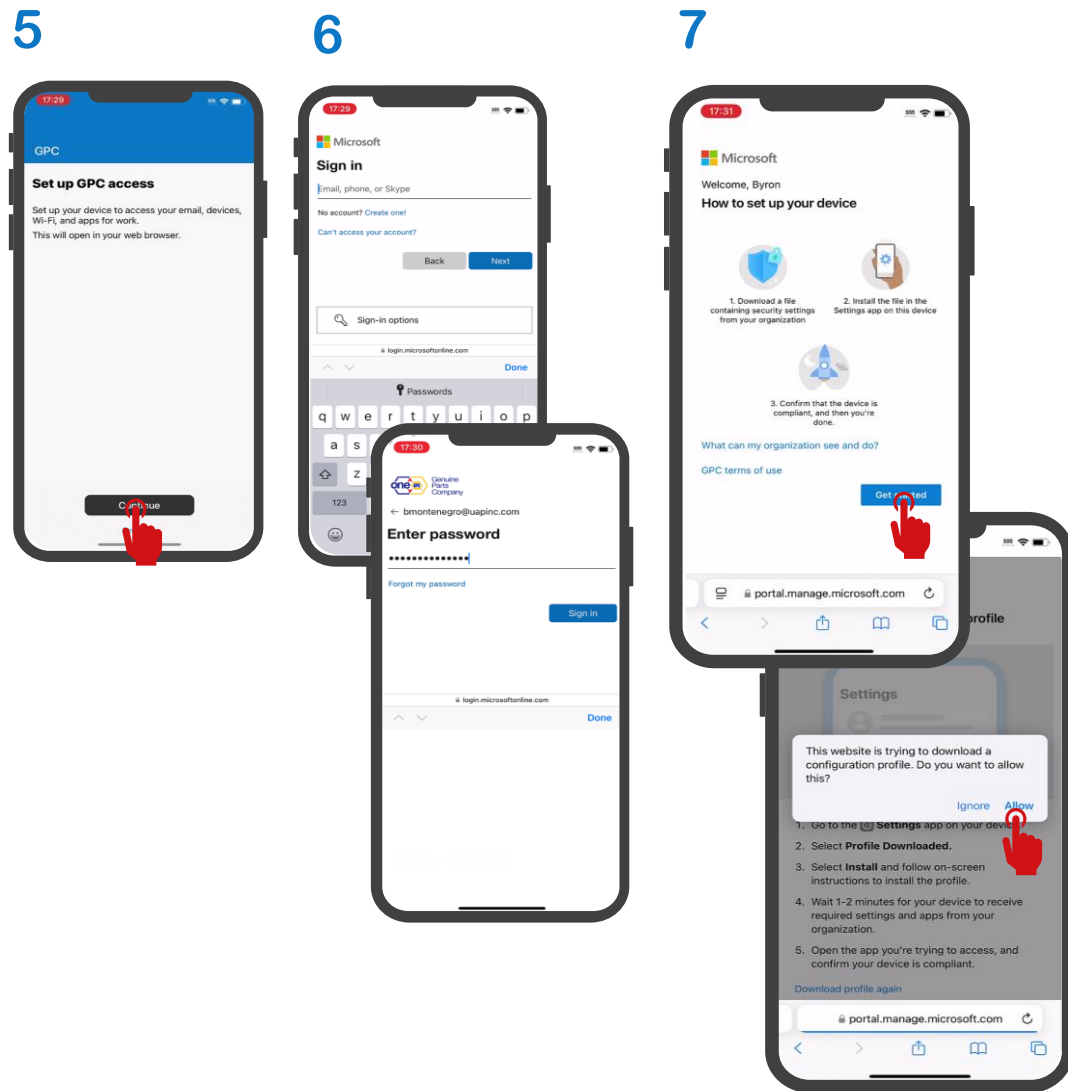 5
6
7
17:29
SOS
GPC
Set up GPC access
Set up your device to access your email, devices,
Wi-Fi, and apps for work.
This will open in your web browser.
Continue
17:29
SOS
Microsoft
Sign in
Email, phone, or Skype
No account? Create one!
Can't access your account?
Back
Next
Sign-in options
login.microsoftonline.com
Done
Passwords
q w e r t y u i o p
a s
z
123
17:30
SOS
one GPC Genuine
Parts
Company
← bmontenegro@uapinc.com
Enter password
Forgot my password
Sign in
login.microsoftonline.com
Done
17:31
SOS
Microsoft
Welcome, Byron
How to set up your device
1. Download a file
containing security settings
from your organization
2. Install the file in the
Settings app on this device
3. Confirm that the device is
compliant, and then you're
done.
What can my organization see and do?
GPC terms of use
Get started
portal.manage.microsoft.com
SOS
profile
Settings
This website is trying to download a
configuration profile. Do you want to allow
this?
Ignore
Allow
1. Go to the Settings app on your device
2. Select Profile Downloaded.
3. Select Install and follow on-screen
instructions to install the profile.
4. Wait 1-2 minutes for your device to receive
required settings and apps from your
organization.
5. Open the app you're trying to access, and
confirm your device is compliant.
Download profile again
portal.manage.microsoft.com